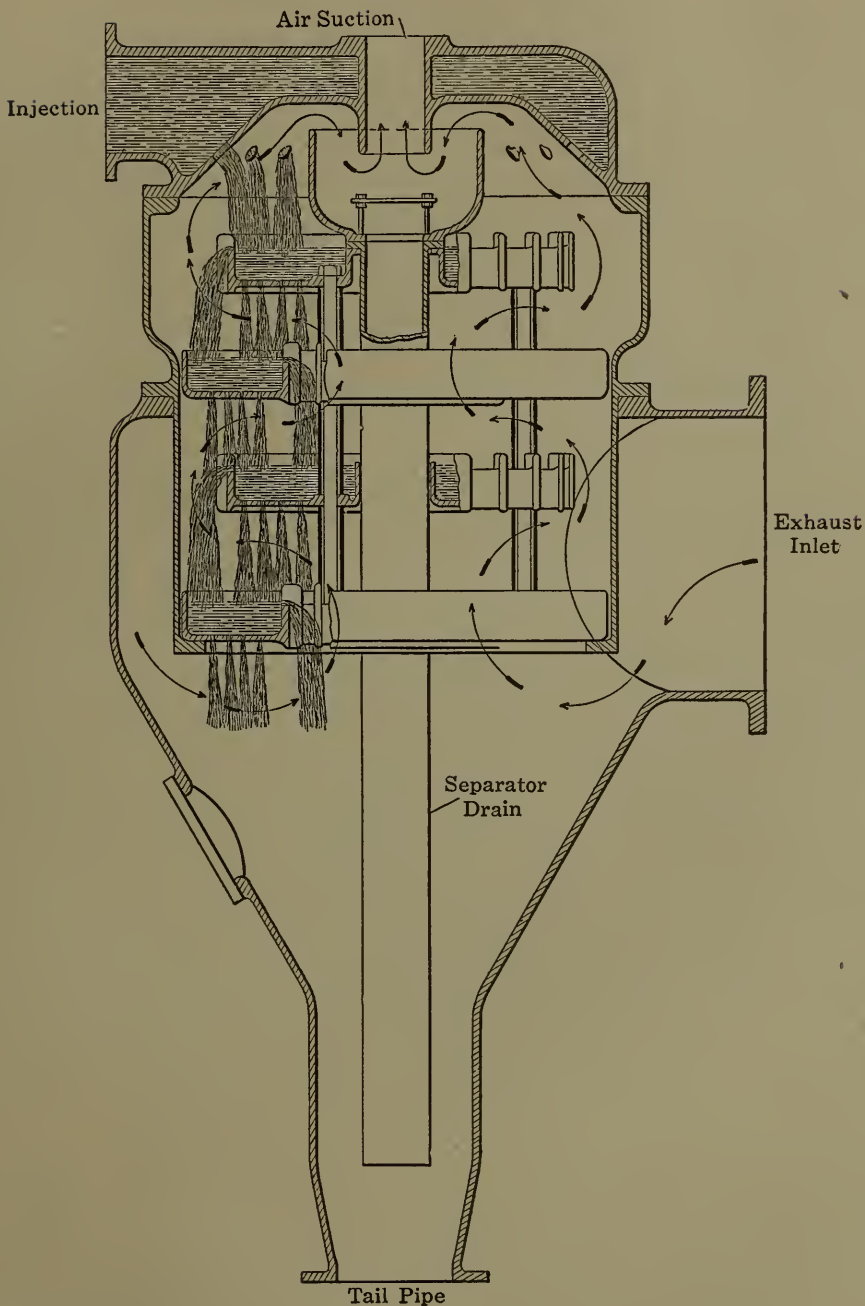 Air Suction
Injection
Exhaust
Inlet
Separator
Drain
Tail Pipe